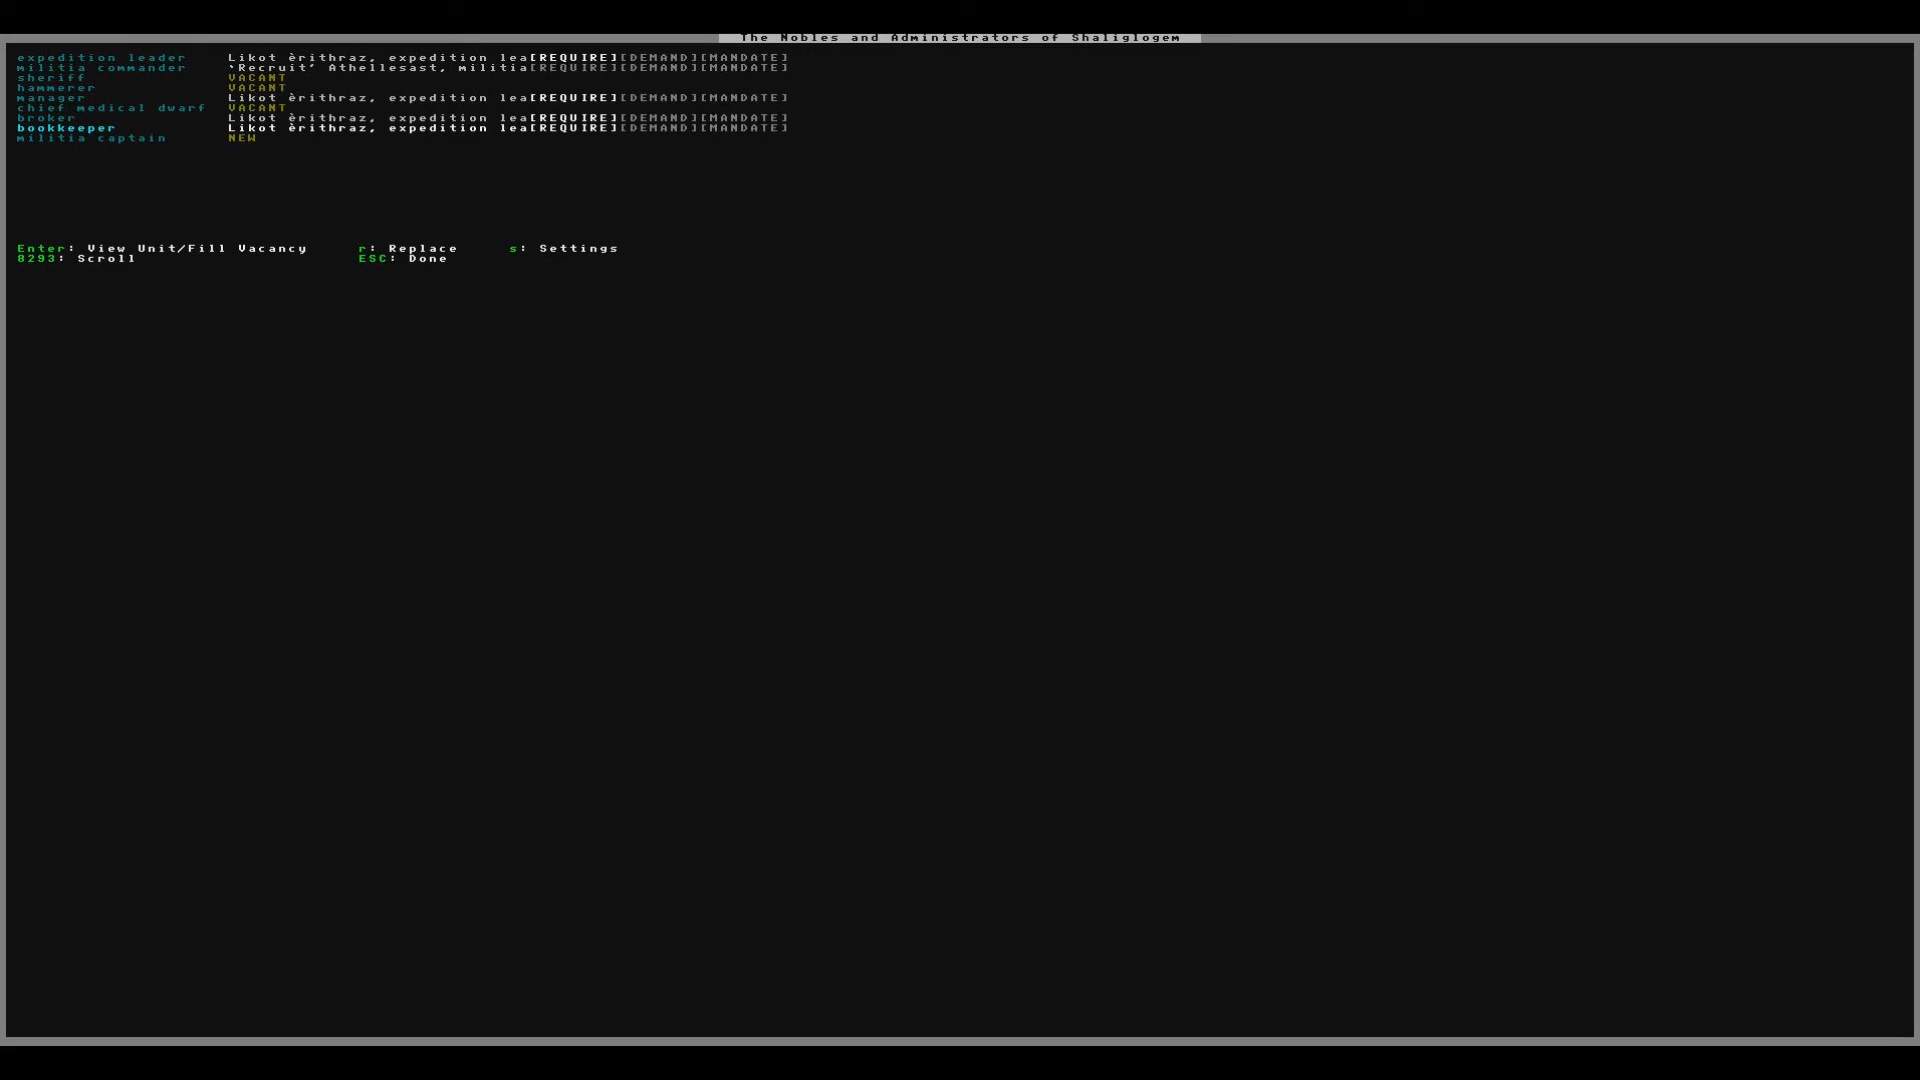 The Nobles and Administrators of Shaliglogem
expedition leader Likot èrithraz, expedition lea[REQUIRE][DEMAND][MANDATE]
militia commander `Recruit' Athellesast, militia[REQUIRE][DEMAND][MANDATE]
sheriff VACANT
hammerer VACANT
manager Likot èrithraz, expedition lea[REQUIRE][DEMAND][MANDATE]
chief medical dwarf VACANT
broker Likot èrithraz, expedition lea[REQUIRE][DEMAND][MANDATE]
bookkeeper Likot èrithraz, expedition lea[REQUIRE][DEMAND][MANDATE]
militia captain NEW
Enter: View Unit/Fill Vacancy r: Replace s: Settings
8293: Scroll ESC: Done